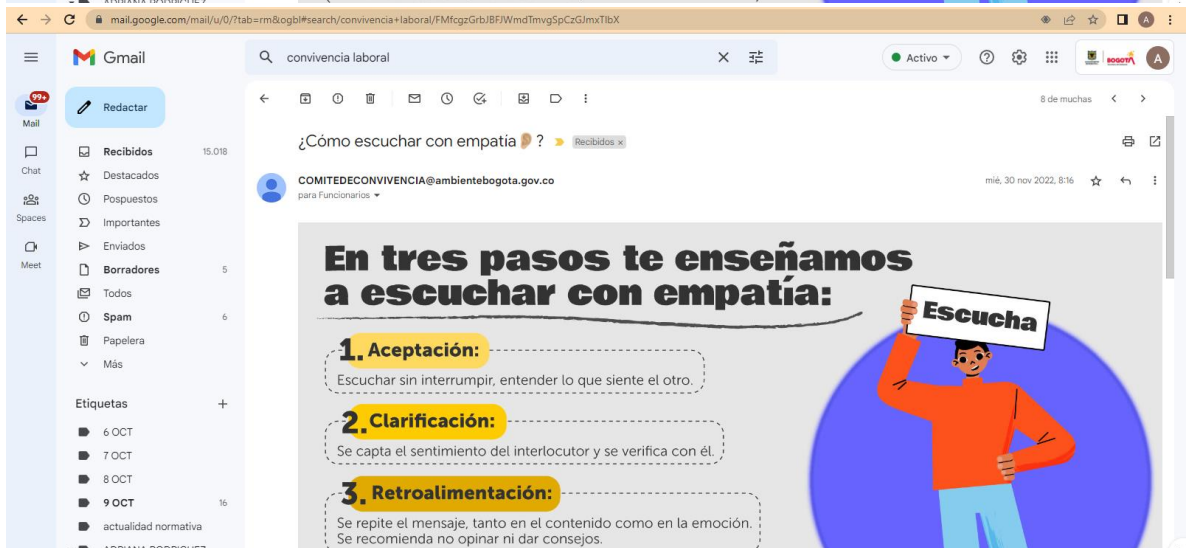 ADRIANA RODRIGUEZ
mail.google.com/mail/u/0/?tab=rm&ogbl#search/convivencia+laboral/FMfcgzGrbJBFJWmdTmvgSpCzGJmxTlbX
A
Gmail
convivencia laboral
Activo
BOGOTÁ
A
99+
Mail
Chat
Spaces
Meet
Redactar
Recibidos 15.018
Destacados
Pospuestos
Importantes
Enviados
Borradores 5
Todos
Spam 6
Papelera
Más
Etiquetas +
6 OCT
7 OCT
8 OCT
9 OCT 16
actualidad normativa
ADRIANA RODRIGUEZ
8 de muchas
¿Cómo escuchar con empatía👂🏼? Recibidos x
COMITEDECONVIVENCIA@ambientebogota.gov.co
mié, 30 nov 2022, 8:16
para Funcionarios
En tres pasos te enseñamos
a escuchar con empatía:
Escucha
1. Aceptación:
Escuchar sin interrumpir, entender lo que siente el otro.
2. Clarificación:
Se capta el sentimiento del interlocutor y se verifica con él.
3. Retroalimentación:
Se repite el mensaje, tanto en el contenido como en la emoción.
Se recomienda no opinar ni dar consejos.